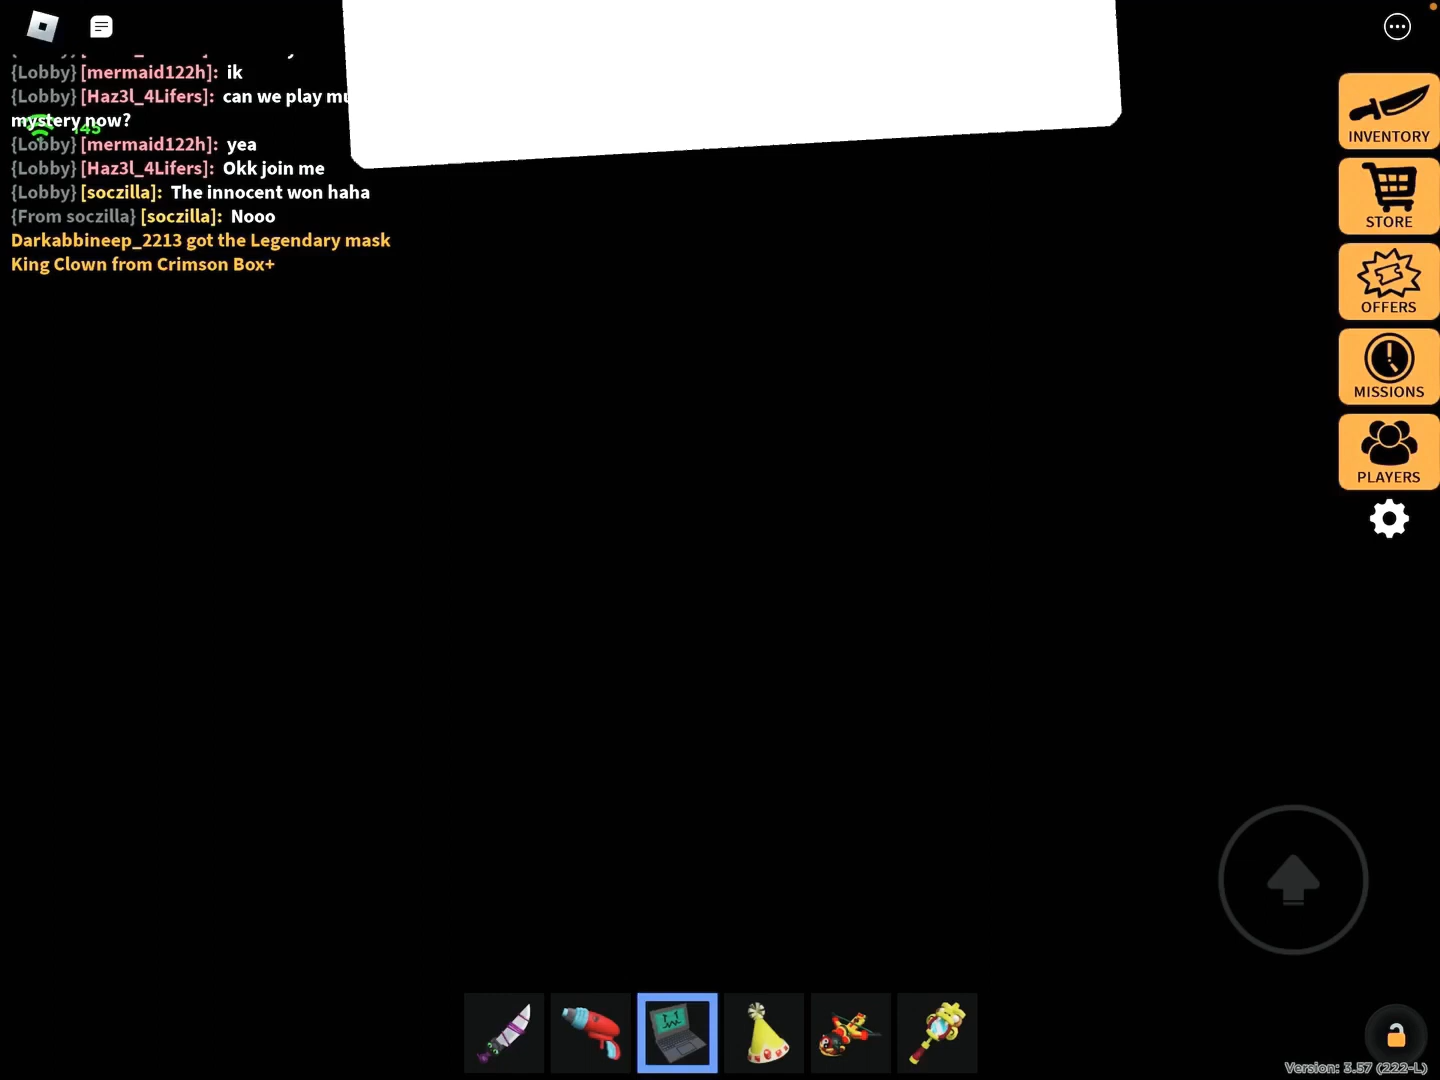 {Lobby} [mermaid122h]: ik
{Lobby} [Haz3l_4Lifers]: can we play
mystery now?
145
{Lobby} [mermaid122h]: yea
{Lobby} [Haz3l_4Lifers]: Okk join me
{Lobby} [soczilla]: The innocent won haha
{From soczilla} [soczilla]: Nooo
Darkabbineep_2213 got the Legendary mask
King Clown from Crimson Box+
INVENTORY
STORE
OFFERS
MISSIONS
PLAYERS
Version: 3.57 (222-L)